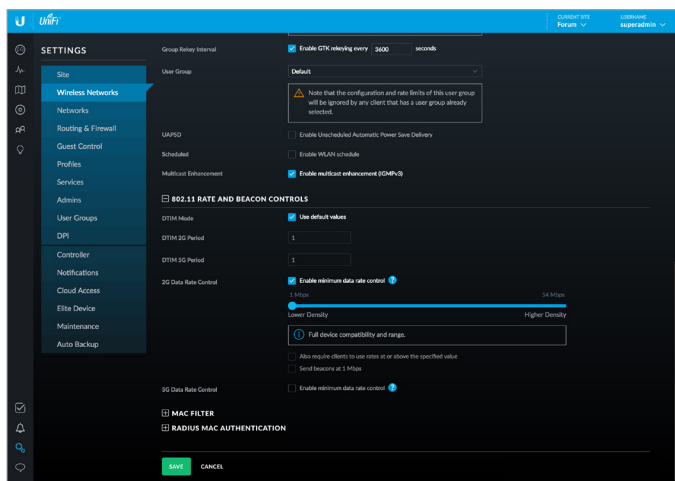 U UniFi
CURRENT SITE
Forum
USERNAME
superadmin
SETTINGS
Site
Wireless Networks
Networks
Routing & Firewall
Guest Control
Profiles
Services
Admins
User Groups
DPI
Controller
Notifications
Cloud Access
Elite Device
Maintenance
Auto Backup
Group Rekey Interval
Enable GTK rekeying every 3600 seconds
User Group
Default
Note that the configuration and rate limits of this user group
will be ignored by any client that has a user group already
selected.
UAPSD
Enable Unscheduled Automatic Power Save Delivery
Scheduled
Enable WLAN schedule
Multicast Enhancement
Enable multicast enhancement (IGMPv3)
802.11 RATE AND BEACON CONTROLS
DTIM Mode
Use default values
DTIM 2G Period
1
DTIM 5G Period
1
2G Data Rate Control
Enable minimum data rate control ?
1 Mbps 54 Mbps
Lower Density Higher Density
Full device compatibility and range.
Also require clients to use rates at or above the specified value
Send beacons at 1 Mbps
5G Data Rate Control
Enable minimum data rate control ?
MAC FILTER
RADIUS MAC AUTHENTICATION
SAVE CANCEL